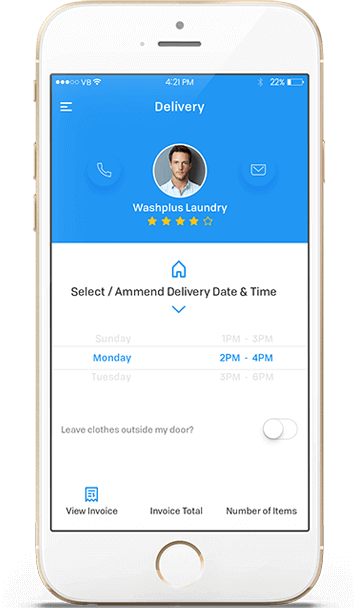 VB 4:21 PM 22%
Delivery
Washplus Laundry
Select / Ammend Delivery Date & Time
Sunday 1PM - 3PM
Monday 2PM - 4PM
Tuesday 3PM - 6PM
Leave clothes outside my door?
View Invoice Invoice Total Number of Items